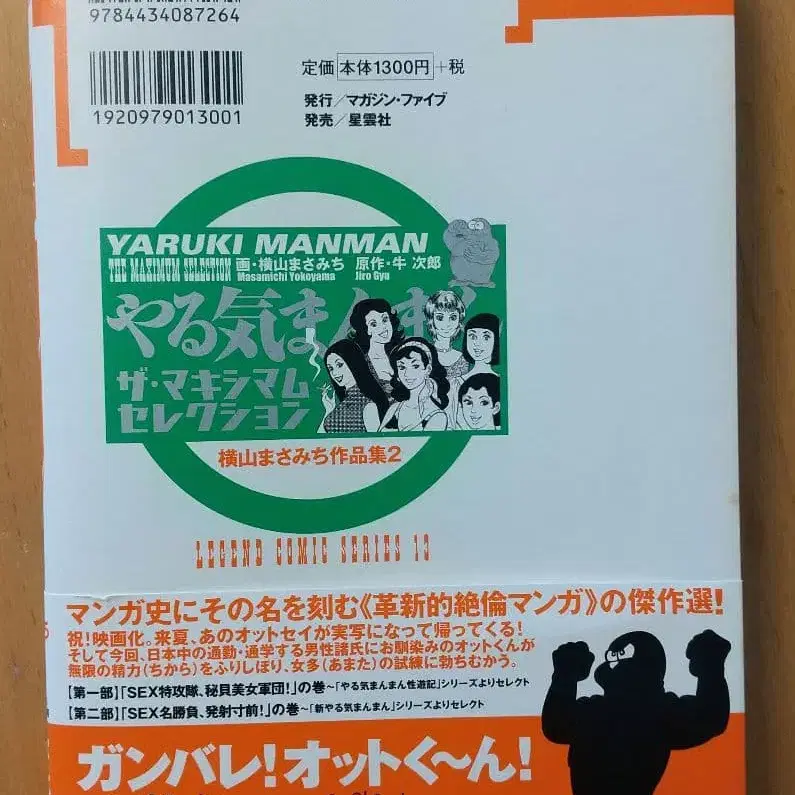 9784434087264
定価 本体1300円+税
1920979013001
発行/マガジン・ファイブ
発売/星雲社
YARUKI MANMAN
THE MAXIMUM SELECTION 画・横山まさみち 原作・牛 次郎
Masamichi Yokoyama Jiro Gyu
やる気まんまん
ザ・マキシマム
セレクション
横山まさみち作品集2
LEGEND COMIC SERIES 13
マンガ史にその名を刻む《革新的絶倫マンガ》の傑作選!
祝!映画化。来夏、あのオットセイが実写になって帰ってくる!
そして今回、日本中の通勤・通学する男性諸氏にお馴染みのオットくんが
無限の精力(ちから)をふりしぼり、女多(あまた)の試練に勃ちむかう。
【第一部】「SEX特攻隊、秘貝美女軍団!」の巻~「やる気まんまん性遊記」シリーズよりセレクト
【第二部】「SEX名勝負、発射寸前!」の巻~「新やる気まんまん」シリーズよりセレクト
ガンバレ!オットく~ん!